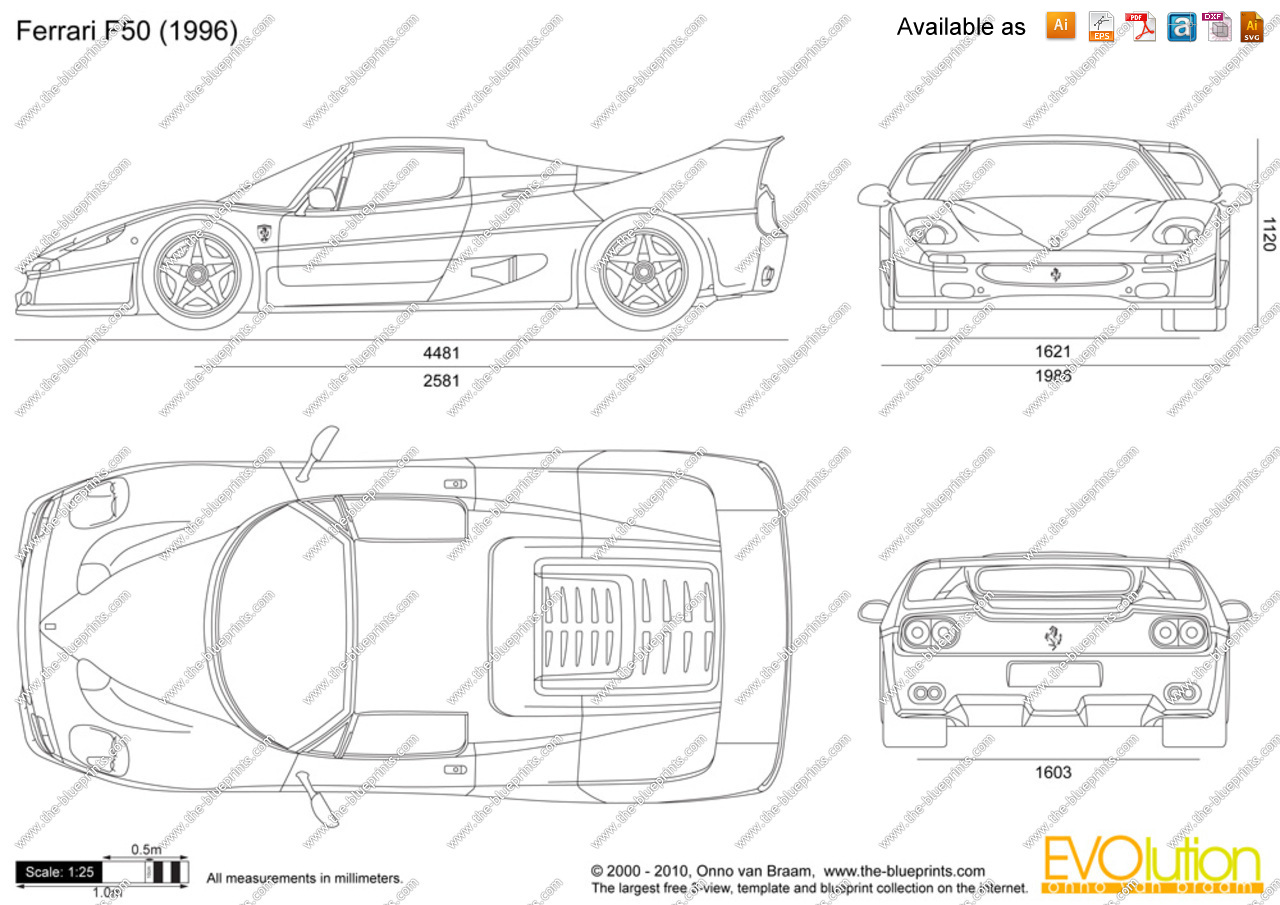 Ferrari F50 (1996)
Available as
Ai
EPS
PDF
a
DXF
Ai
SVG
1120
4481
2581
1621
1986
1603
0.5m
Scale: 1:25
1.0m
All measurements in millimeters.
© 2000 - 2010, Onno van Braam, www.the-blueprints.com
The largest free 3-view, template and blueprint collection on the internet.
EVOlution
onno van braam
www.the-blueprints.com